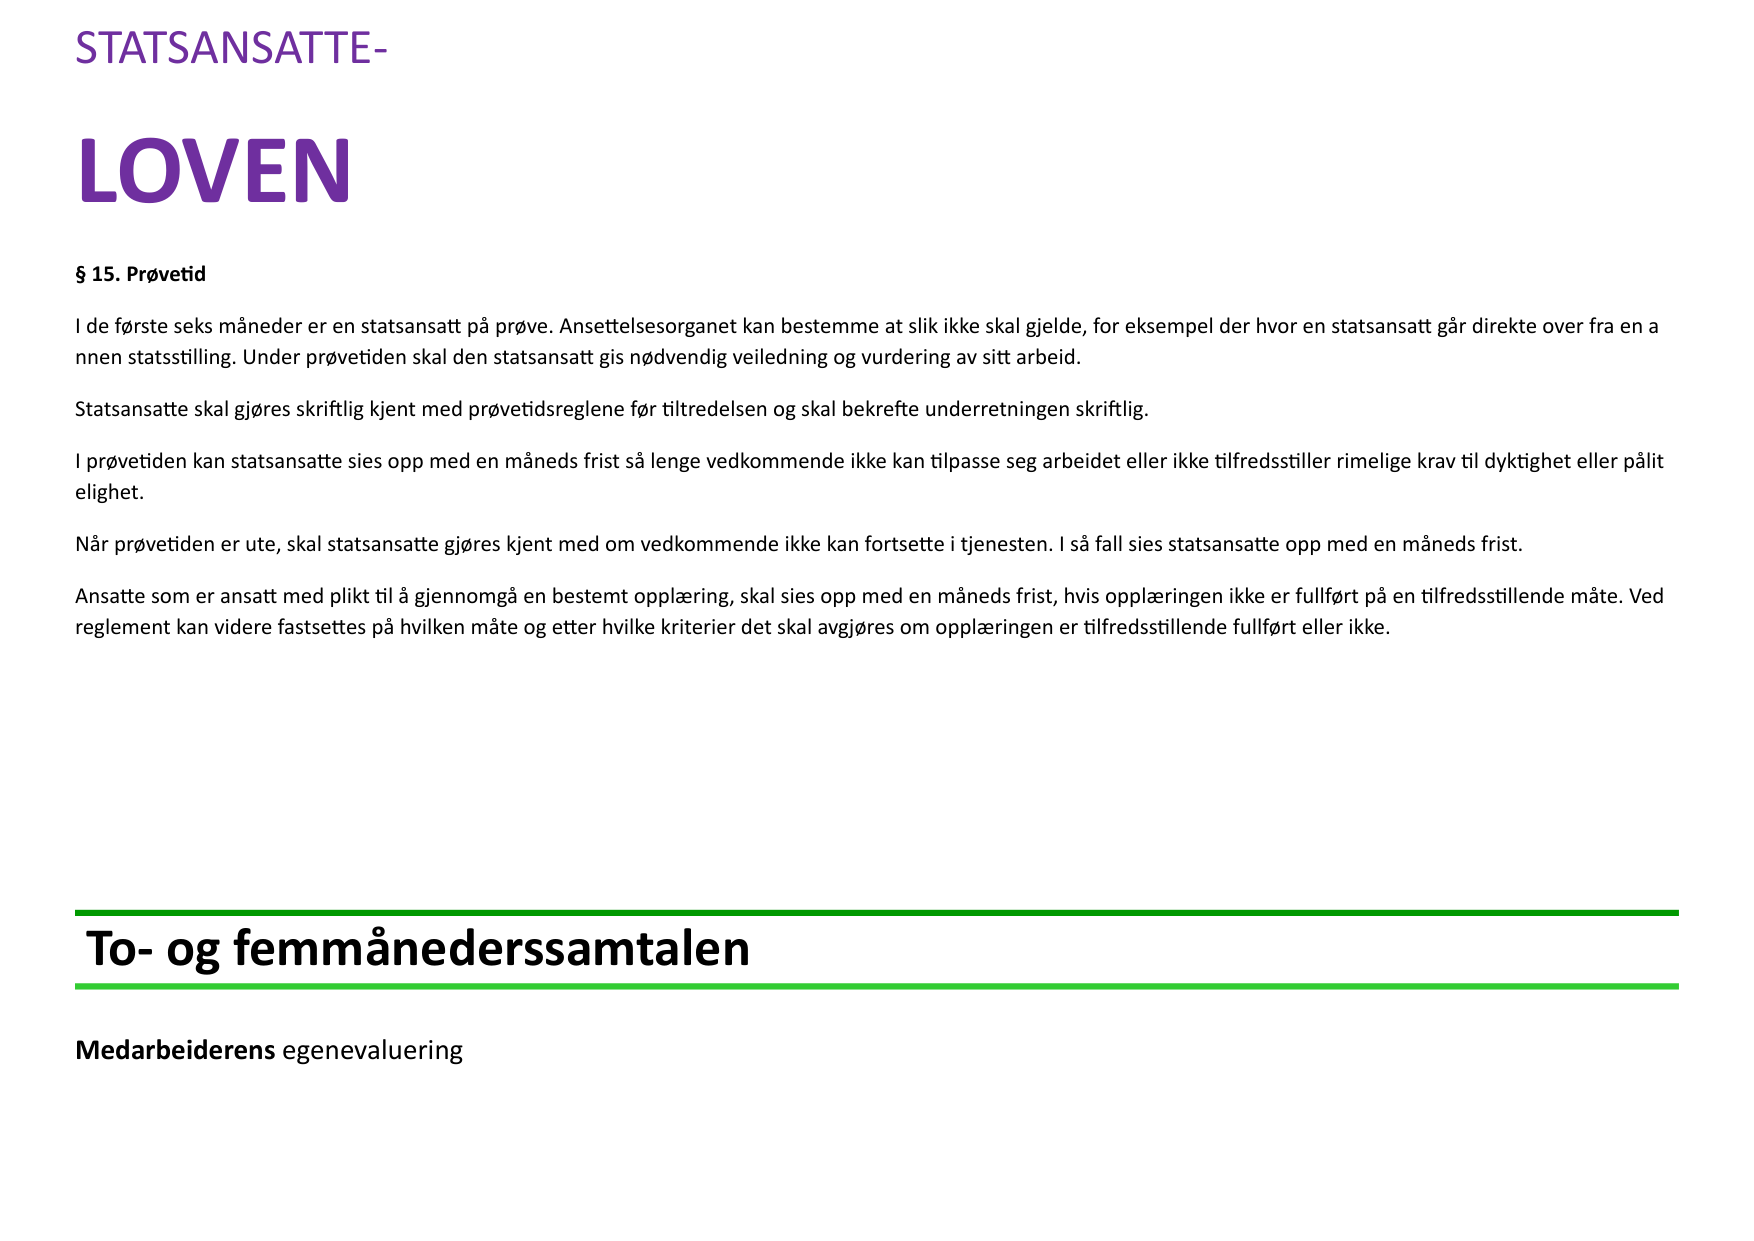 STATSANSATTE-
LOVEN
§ 15. Prøvetid
I de første seks måneder er en statsansatt på prøve. Ansettelsesorganet kan bestemme at slik ikke skal gjelde, for eksempel der hvor en statsansatt går direkte over fra en a
nnen statsstilling. Under prøvetiden skal den statsansatt gis nødvendig veiledning og vurdering av sitt arbeid.
Statsansatte skal gjøres skriftlig kjent med prøvetidsreglene før tiltredelsen og skal bekrefte underretningen skriftlig.
I prøvetiden kan statsansatte sies opp med en måneds frist så lenge vedkommende ikke kan tilpasse seg arbeidet eller ikke tilfredsstiller rimelige krav til dyktighet eller pålit
elighet.
Når prøvetiden er ute, skal statsansatte gjøres kjent med om vedkommende ikke kan fortsette i tjenesten. I så fall sies statsansatte opp med en måneds frist.
Ansatte som er ansatt med plikt til å gjennomgå en bestemt opplæring, skal sies opp med en måneds frist, hvis opplæringen ikke er fullført på en tilfredsstillende måte. Ved
reglement kan videre fastsettes på hvilken måte og etter hvilke kriterier det skal avgjøres om opplæringen er tilfredsstillende fullført eller ikke.
To- og femmånederssamtalen
Medarbeiderens egenevaluering